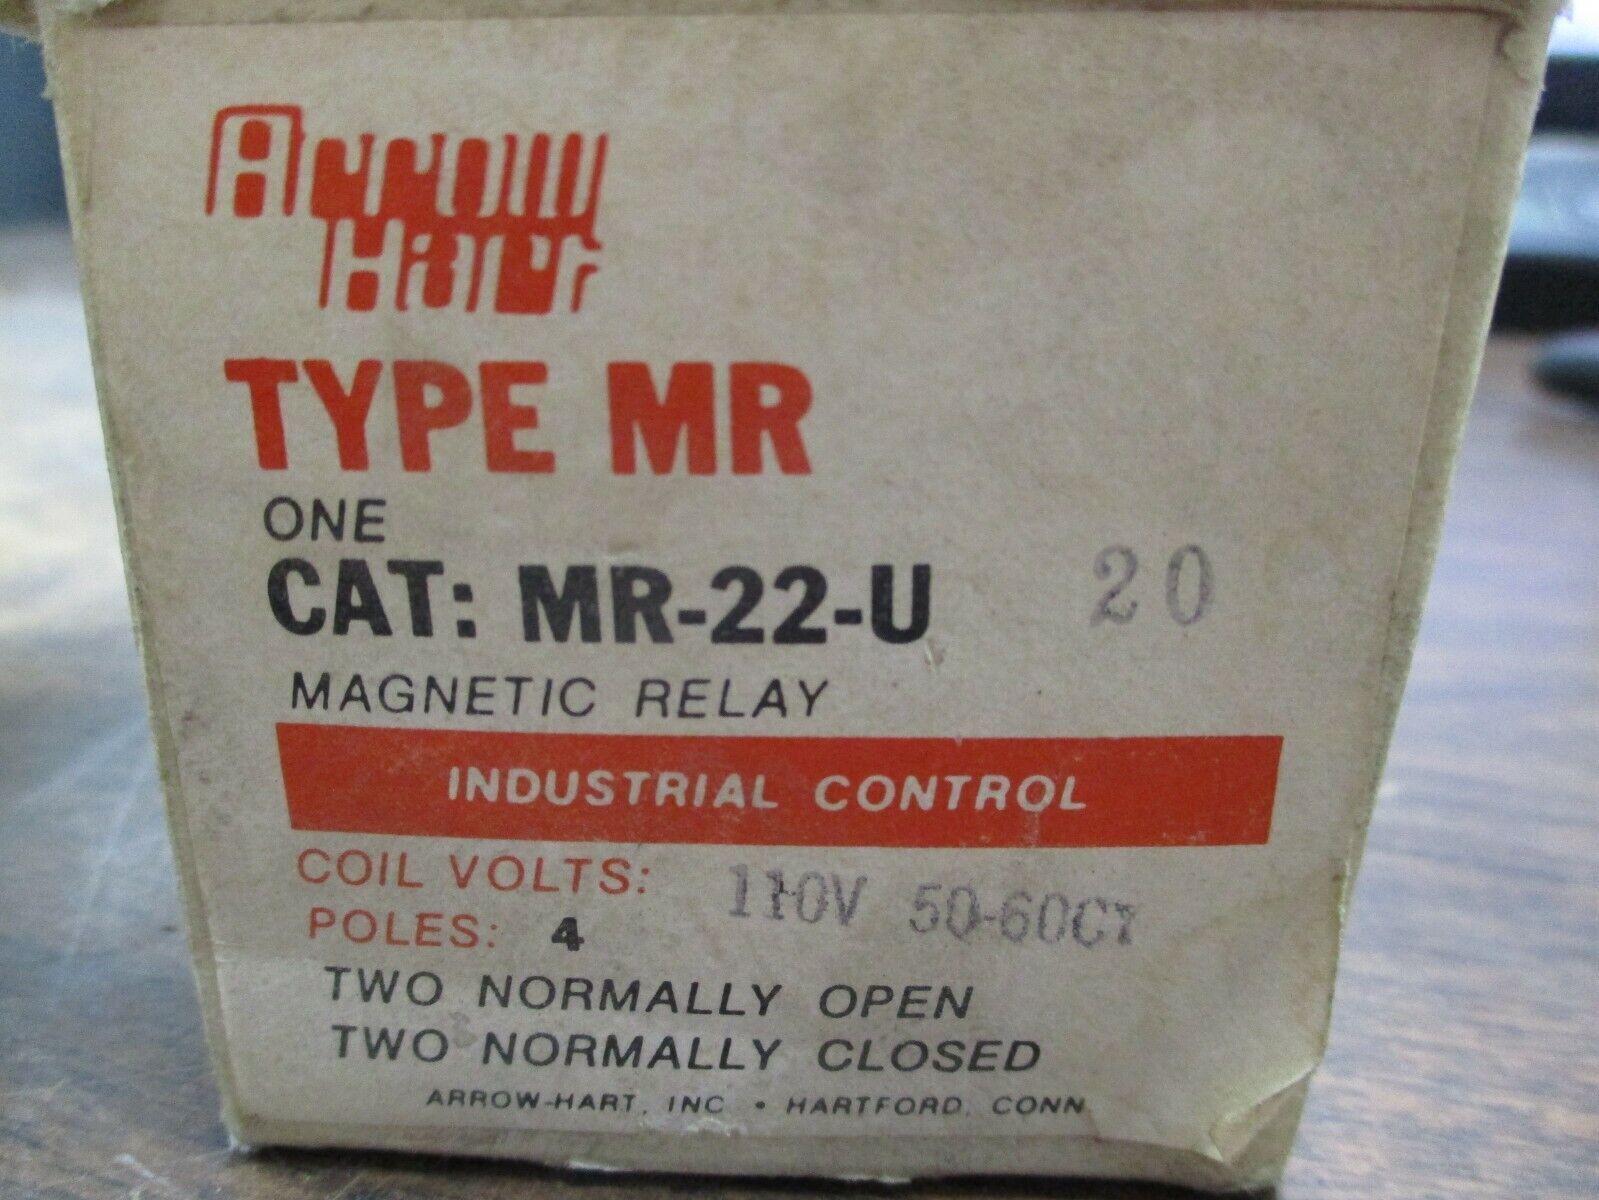 Arrow
Hart
TYPE MR
ONE
CAT: MR-22-U 20
MAGNETIC RELAY
INDUSTRIAL CONTROL
COIL VOLTS: 110V 50-60CY
POLES: 4
TWO NORMALLY OPEN
TWO NORMALLY CLOSED
ARROW-HART, INC • HARTFORD, CONN